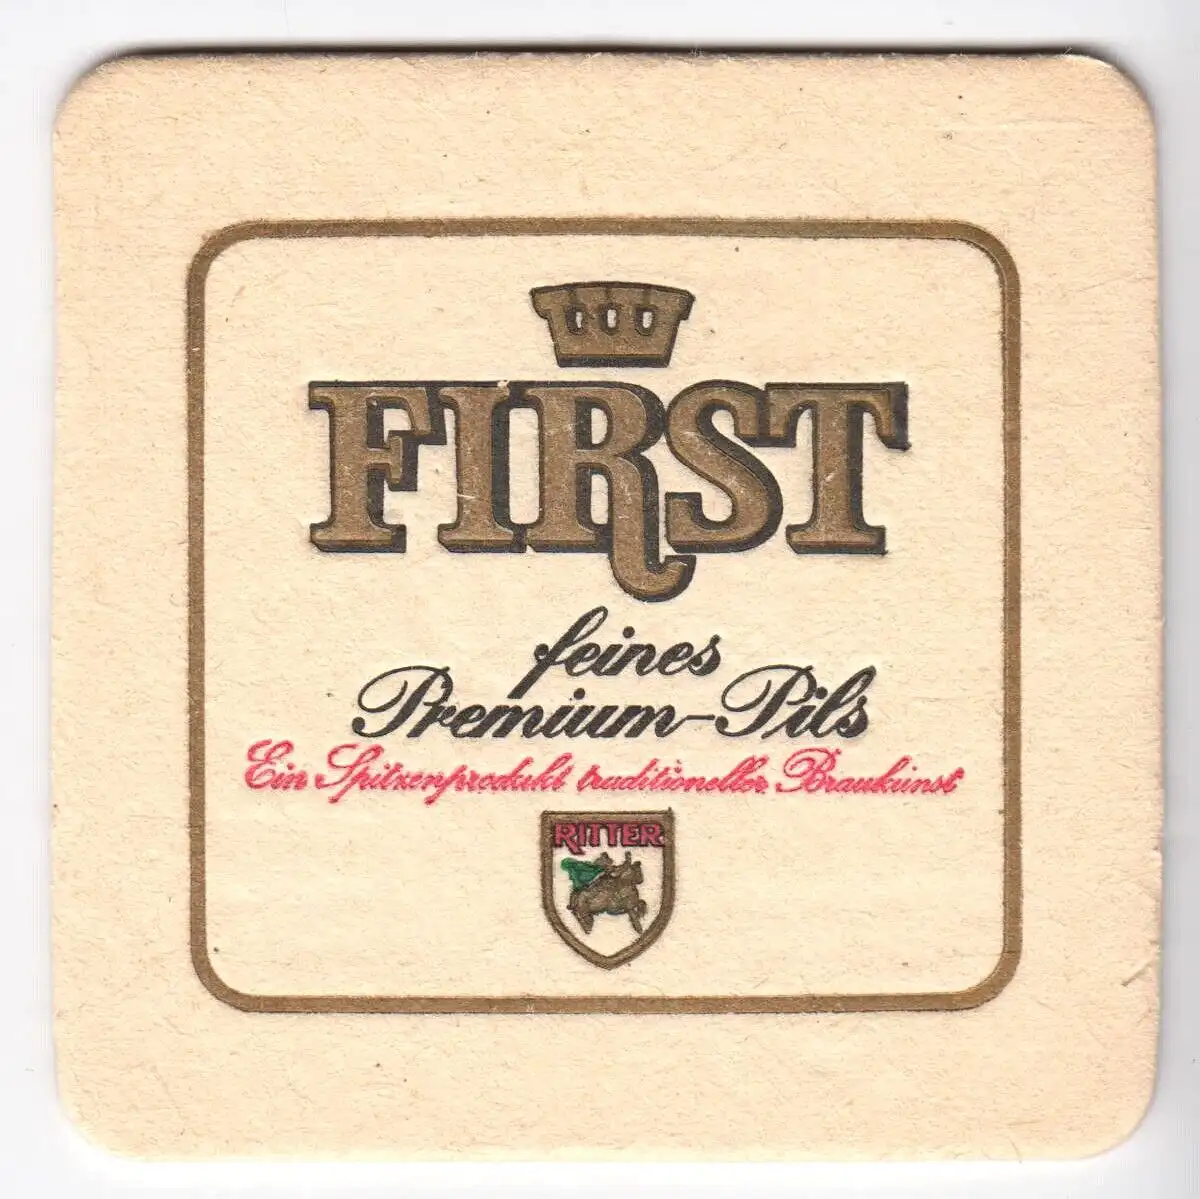 FIRST
feines
Premium-Pils
Ein Spitzenprodukt traditioneller Braukunst
RITTER